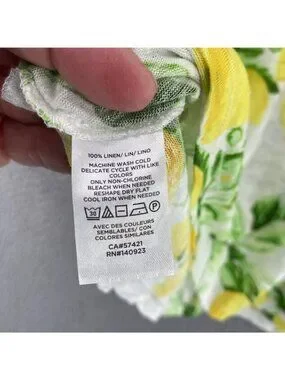 100% LINEN/ LIN/ LINO
MACHINE WASH COLD
DELICATE CYCLE WITH LIKE
COLORS
ONLY NON-CHLORINE
BLEACH WHEN NEEDED
RESHAPE DRY FLAT
COOL IRON WHEN NEEDED
30 P
AVEC DES COULEURS
SEMBLABLES/ CON
COLORES SIMILARES
CA#57421
RN#140923